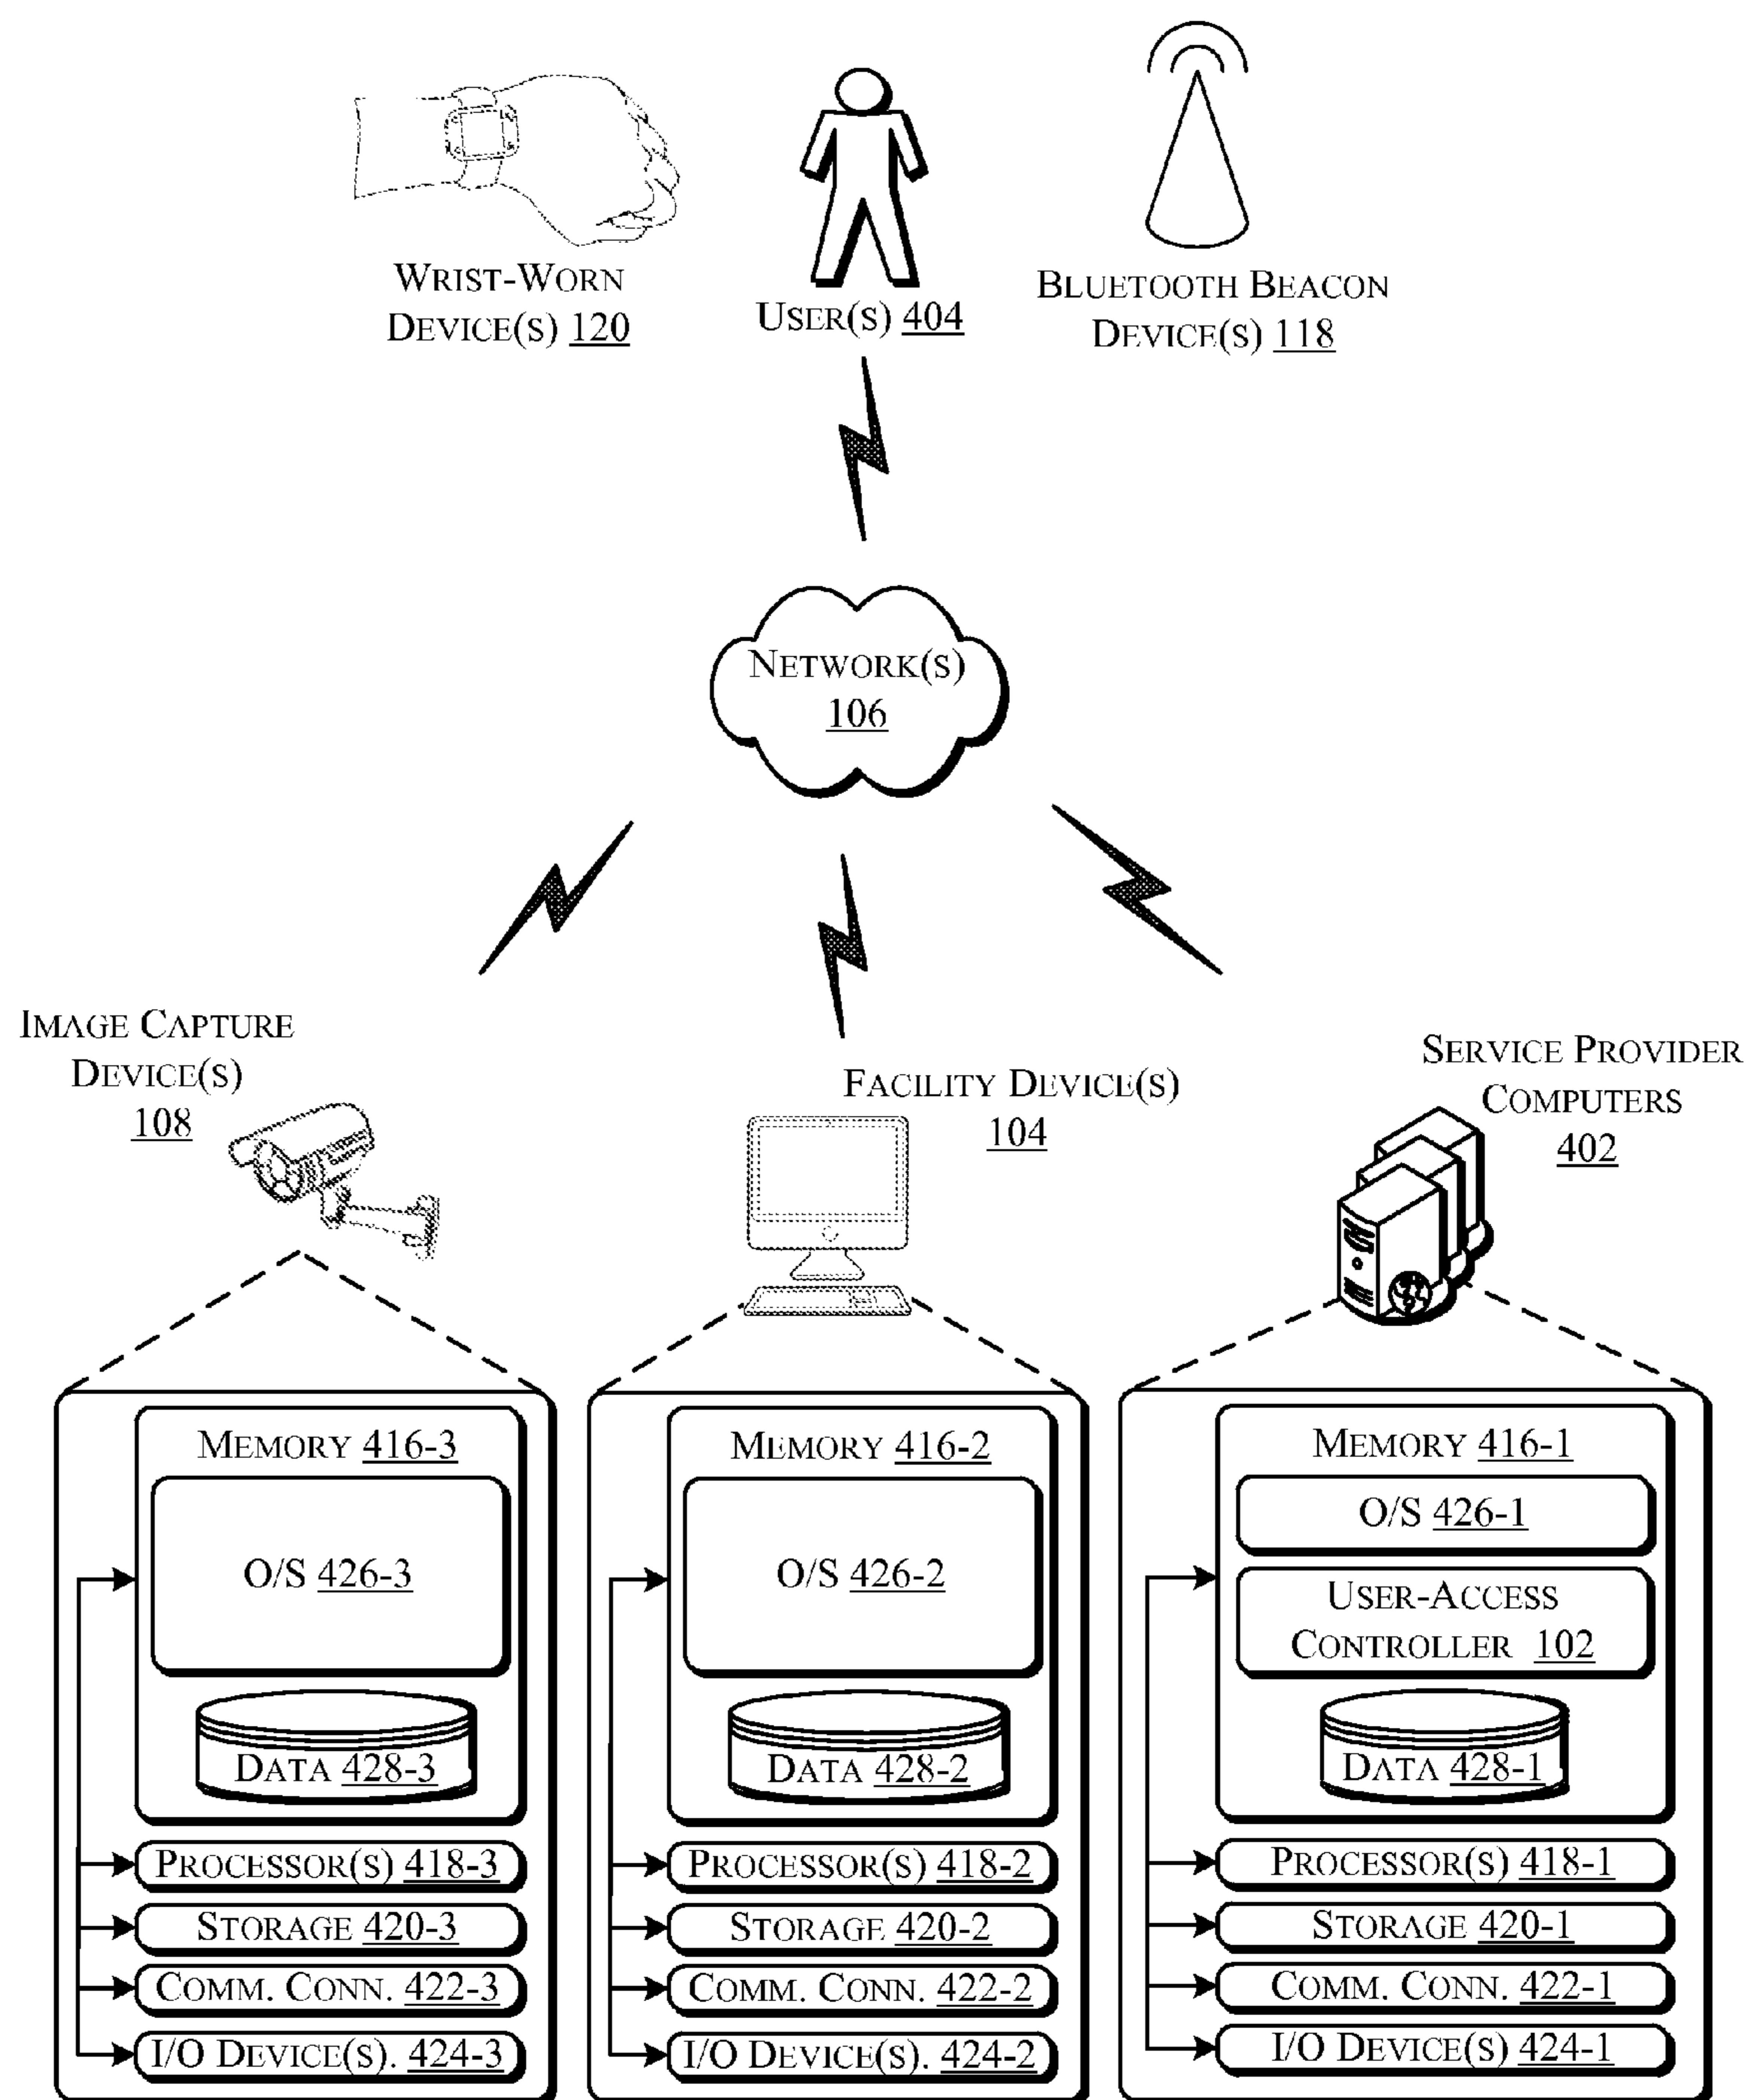 WRIST-WORN
DEVICE(S) 120
USER(S) 404
BLUETOOTH BEACON
DEVICE(S) 118
NETWORK(S)
106
IMAGE CAPTURE
DEVICE(S)
108
FACILITY DEVICE(S)
104
SERVICE PROVIDER
COMPUTERS
402
MEMORY 416-3
O/S 426-3
DATA 428-3
PROCESSOR(S) 418-3
STORAGE 420-3
COMM. CONN. 422-3
I/O DEVICE(S). 424-3
MEMORY 416-2
O/S 426-2
DATA 428-2
PROCESSOR(S) 418-2
STORAGE 420-2
COMM. CONN. 422-2
I/O DEVICE(S). 424-2
MEMORY 416-1
O/S 426-1
USER-ACCESS
CONTROLLER 102
DATA 428-1
PROCESSOR(S) 418-1
STORAGE 420-1
COMM. CONN. 422-1
I/O DEVICE(S) 424-1